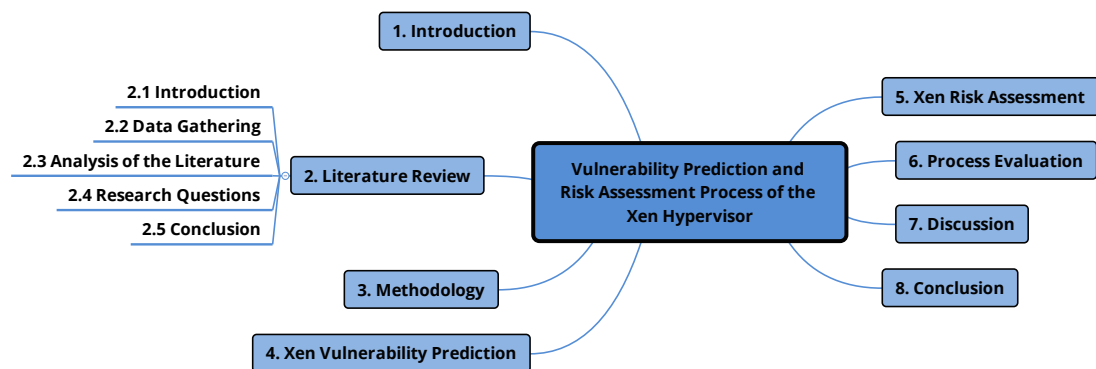 1. Introduction
2.1 Introduction
2.2 Data Gathering
2.3 Analysis of the Literature
2.4 Research Questions
2.5 Conclusion
2. Literature Review
3. Methodology
4. Xen Vulnerability Prediction
Vulnerability Prediction and
Risk Assessment Process of the
Xen Hypervisor
5. Xen Risk Assessment
6. Process Evaluation
7. Discussion
8. Conclusion